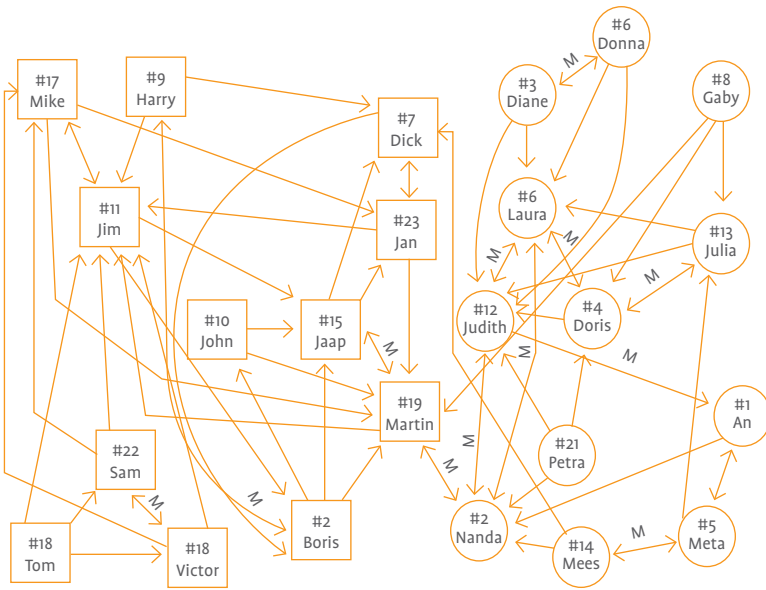 #6
Donna
M
#17
Mike
#9
Harry
#3
Diane
#8
Gaby
#7
Dick
#11
Jim
#6
Laura
#23
Jan
#13
Julia
M
M
M
#10
John
#15
Jaap
#12
Judith
#4
Doris
M
M
M
#19
Martin
#1
An
#22
Sam
M
M
#21
Petra
M
M
#2
Boris
#2
Nanda
#5
Meta
M
#18
Tom
#18
Victor
#14
Mees